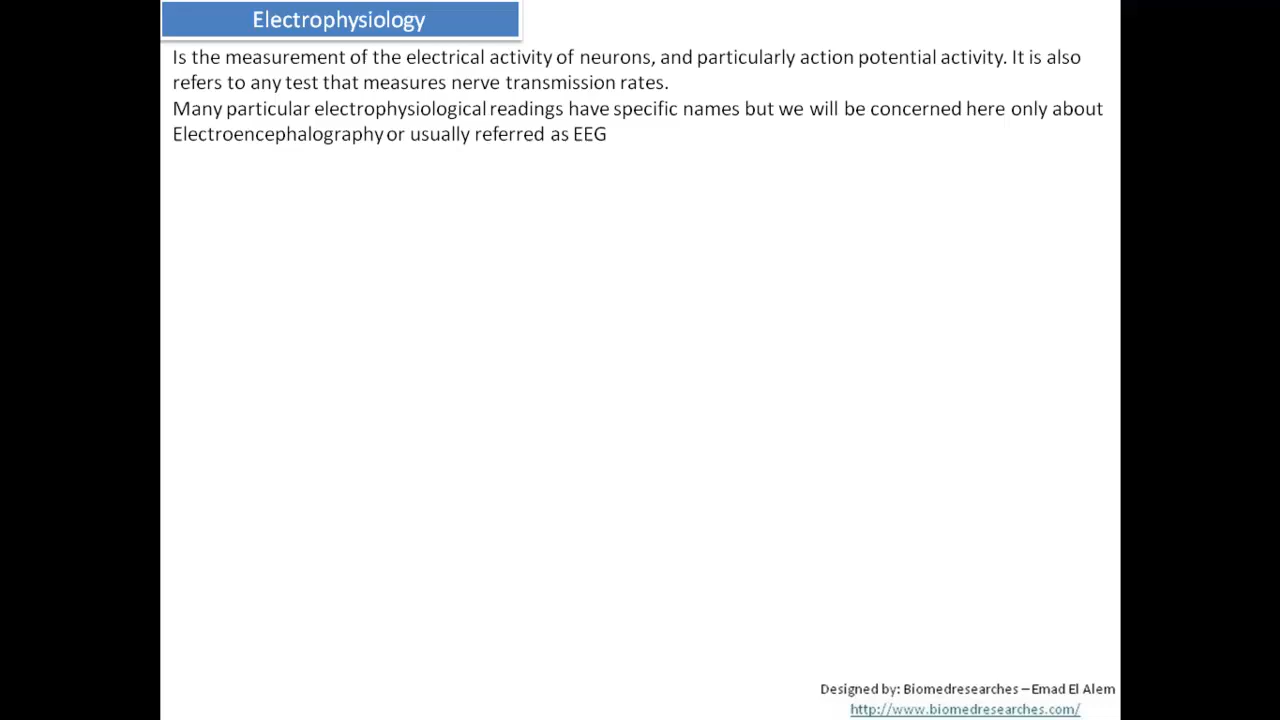 Electrophysiology
Is the measurement of the electrical activity of neurons, and particularly action potential activity. It is also
refers to any test that measures nerve transmission rates.
Many particular electrophysiological readings have specific names but we will be concerned here only about
Electroencephalography or usually referred as EEG
Designed by: Biomedresearches – Emad El Alem
http://www.biomedresearches.com/